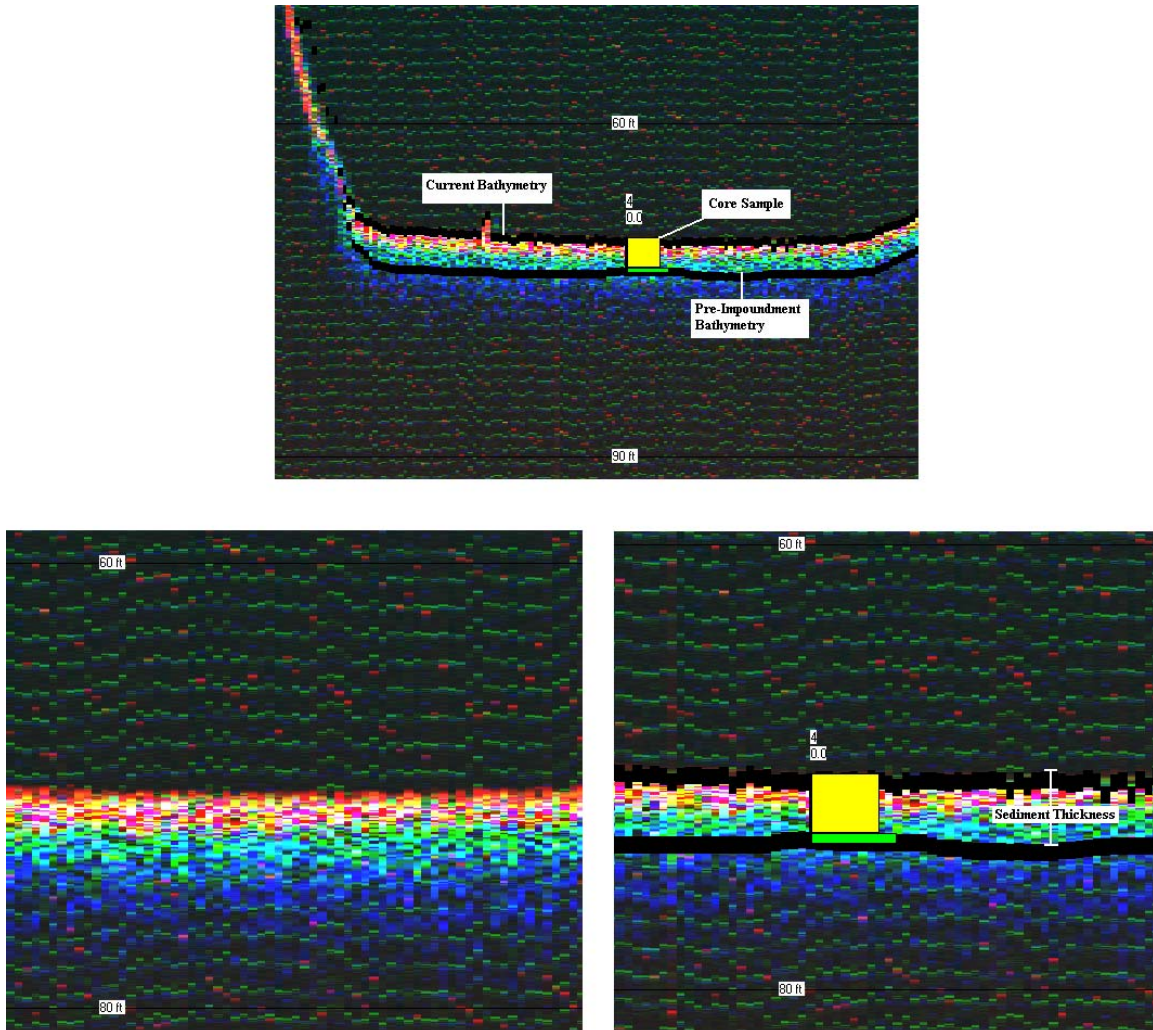 60 ft
Current Bathymetry
4
0.0
Core Sample
Pre-Impoundment
Bathymetry
90 ft
60 ft
80 ft
60 ft
4
0.0
Sediment Thickness
80 ft